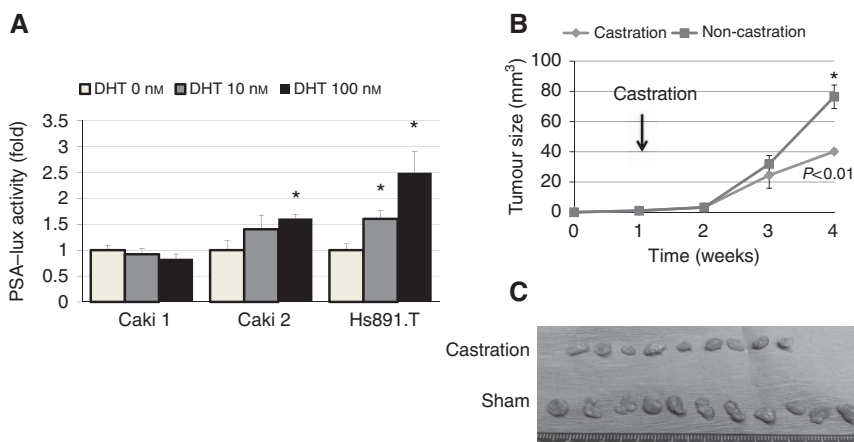 A
DHT 0 nM DHT 10 nM DHT 100 nM
PSA–lux activity (fold)
3.5
3
2.5
2
1.5
1
0.5
0
*
*
*
Caki 1 Caki 2 Hs891.T
B
Castration Non-castration
Tumour size (mm³)
100
80
60
40
20
0
Castration
*
P<0.01
0 1 2 3 4
Time (weeks)
C
Castration
Sham